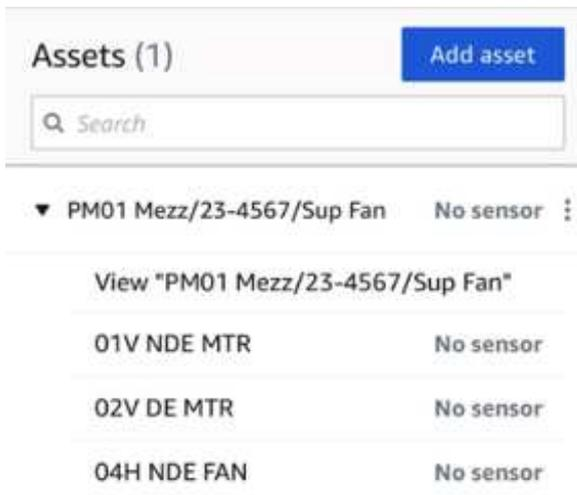 Assets (1) Add asset
Search
PM01 Mezz/23-4567/Sup Fan No sensor
View "PM01 Mezz/23-4567/Sup Fan"
01V NDE MTR No sensor
02V DE MTR No sensor
04H NDE FAN No sensor